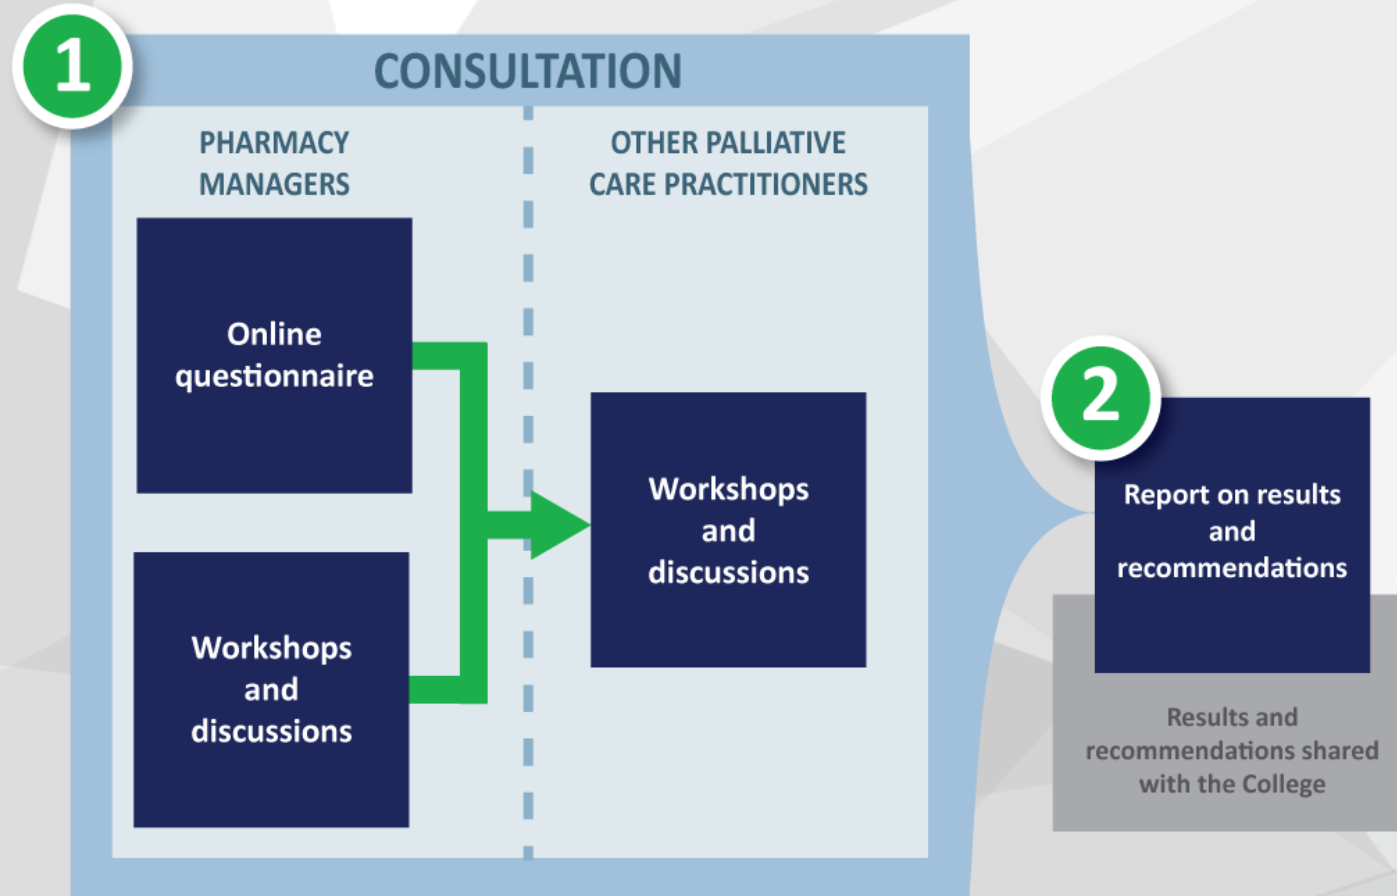 1
CONSULTATION
PHARMACY
MANAGERS
Online
questionnaire
Workshops
and
discussions
OTHER PALLIATIVE
CARE PRACTITIONERS
Workshops
and
discussions
2
Report on results
and
recommendations
Results and
recommendations shared
with the College